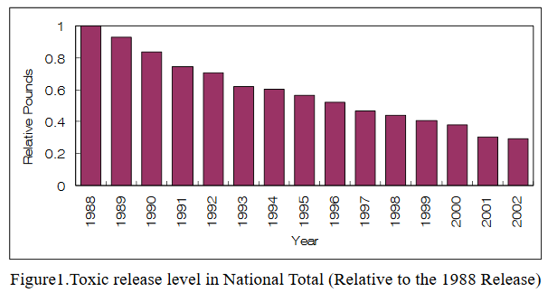 1
0.8
0.6
0.4
0.2
0
Relative Pounds
1988 1989 1990 1991 1992 1993 1994 1995 1996 1997 1998 1999 2000 2001 2002
Year
Figure1.Toxic release level in National Total (Relative to the 1988 Release)